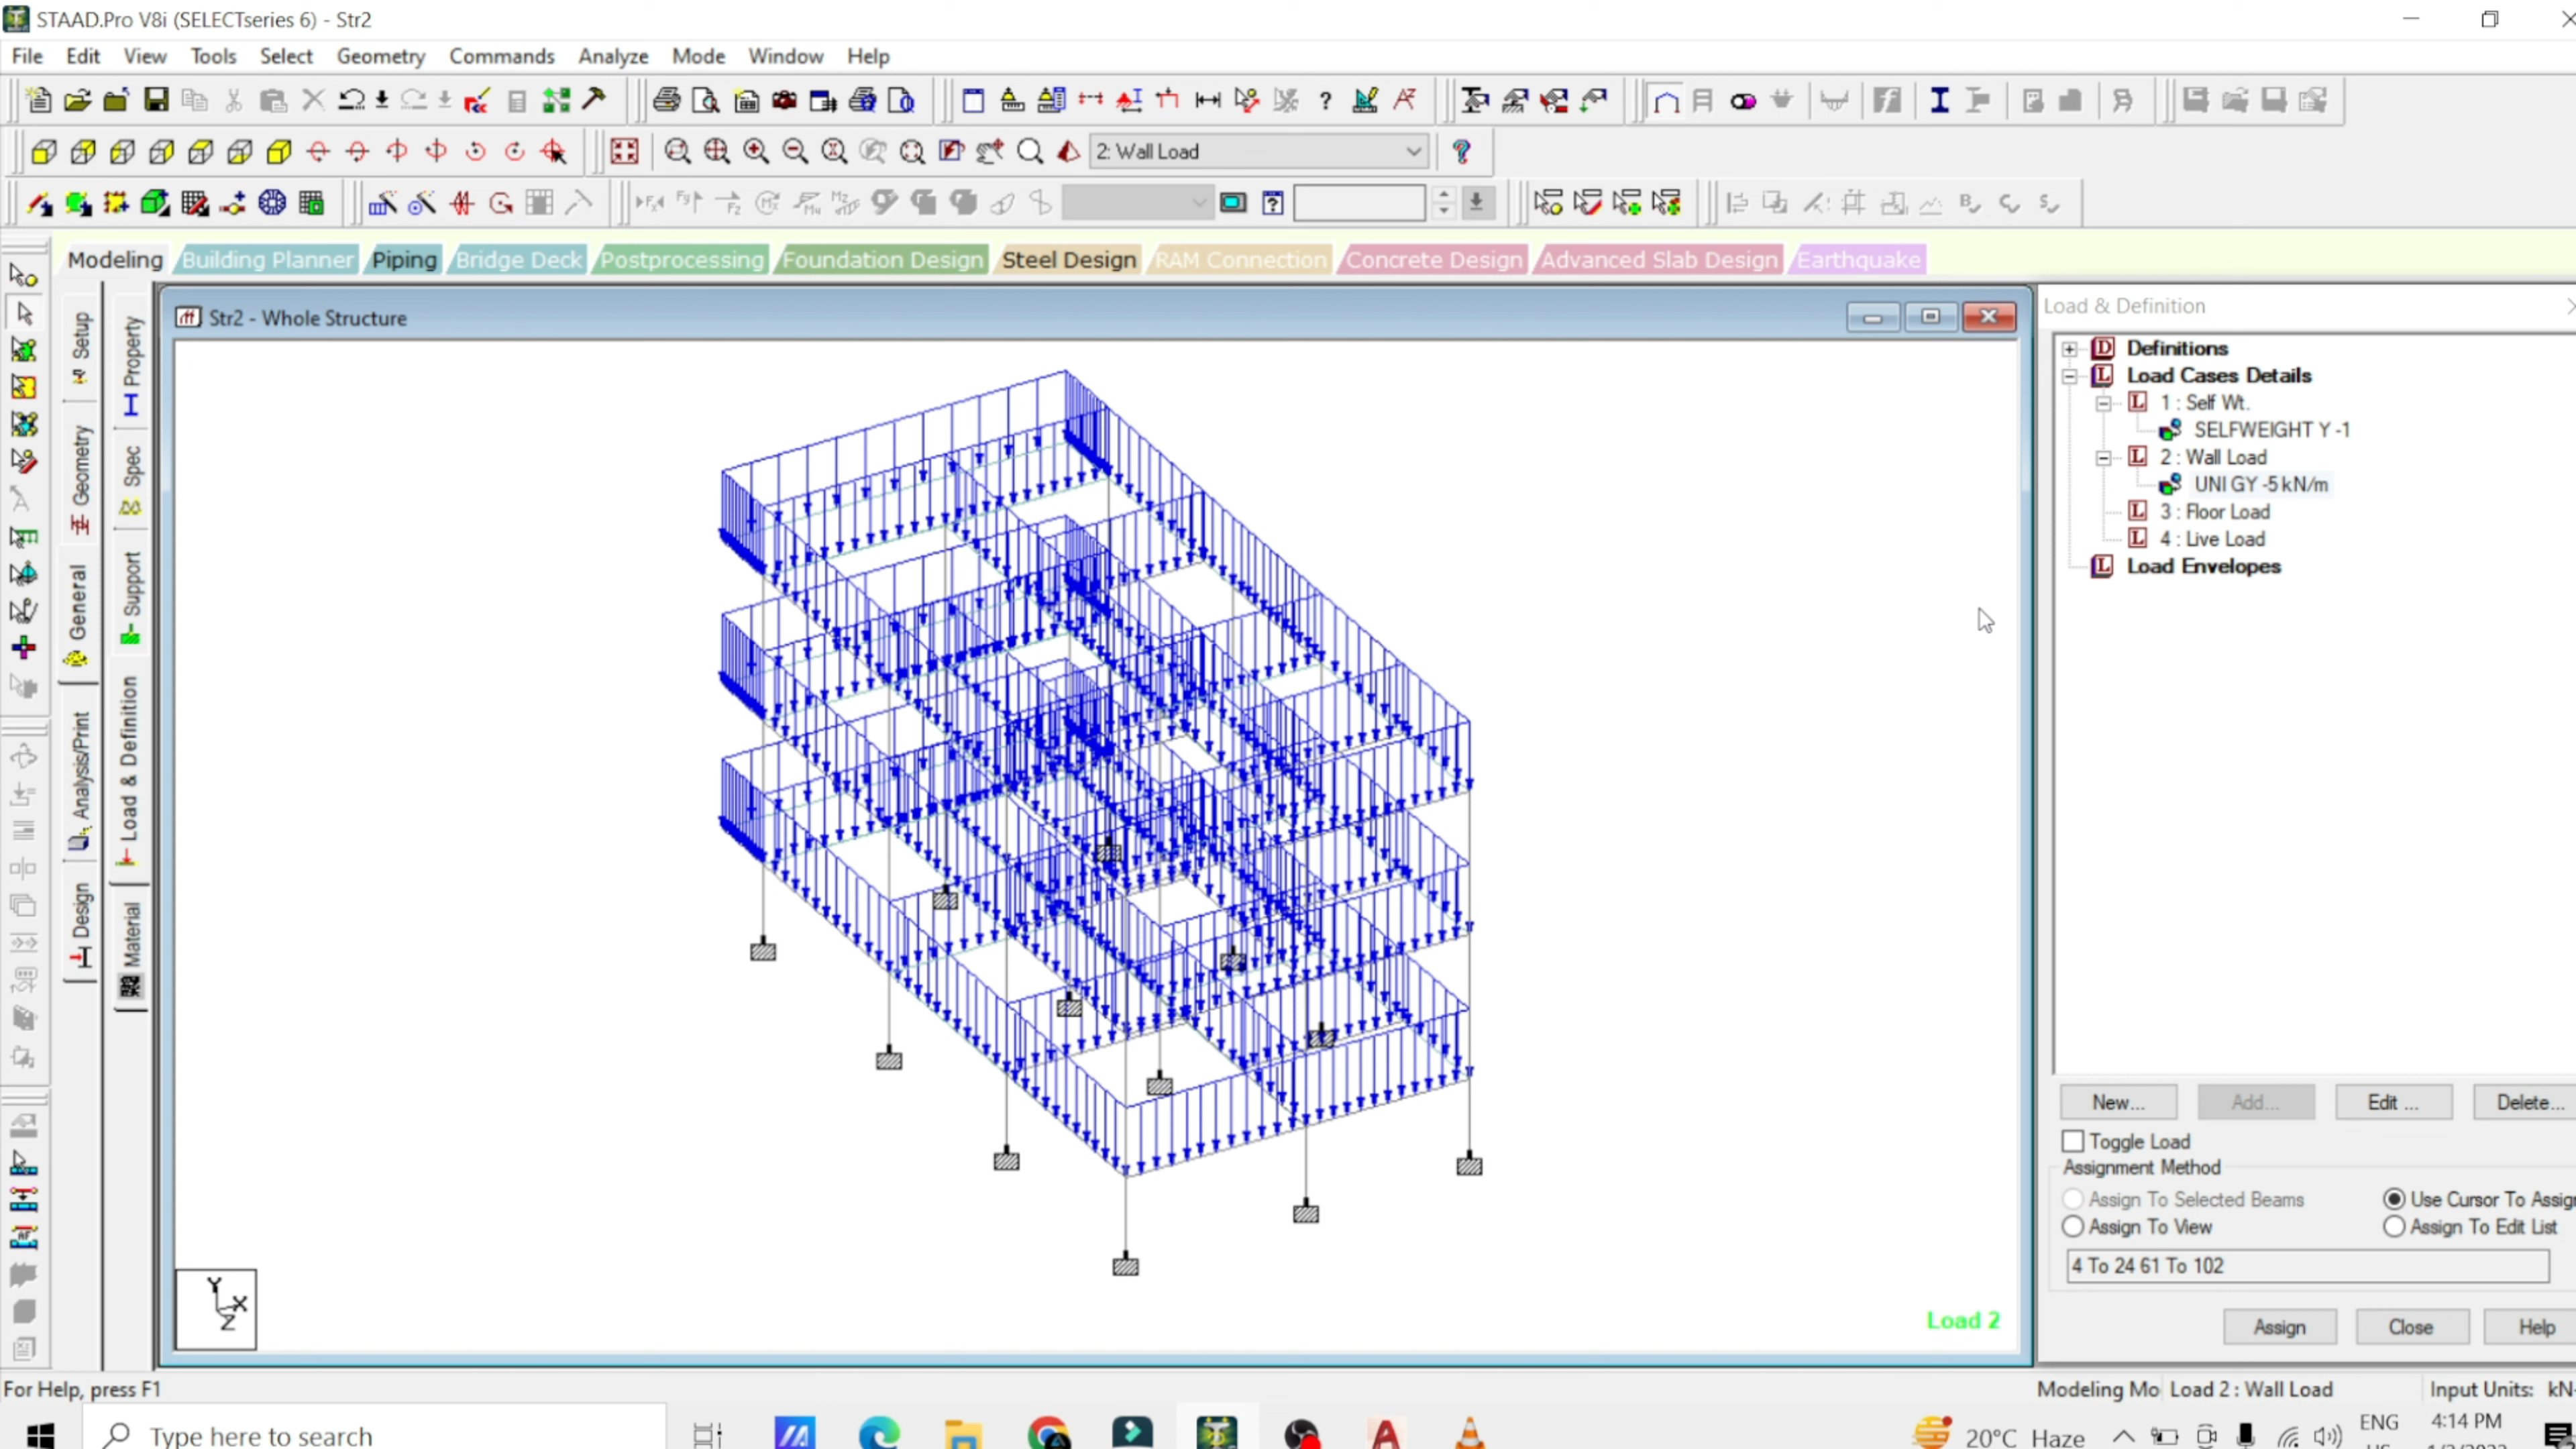 STAAD.Pro V8i (SELECTseries 6) - Str2
File Edit View Tools Select Geometry Commands Analyze Mode Window Help
2: Wall Load
Modeling Building Planner Piping Bridge Deck Postprocessing Foundation Design Steel Design RAM Connection Concrete Design Advanced Slab Design Earthquake
Setup
Geometry
General
Analysis/Print
Design
Property
Spec
Support
Load & Definition
Material
Str2 - Whole Structure
Y
X
Z
Load 2
Load & Definition
Definitions
Load Cases Details
1 : Self Wt.
SELFWEIGHT Y -1
2 : Wall Load
UNI GY -5 kN/m
3 : Floor Load
4 : Live Load
Load Envelopes
New... Add... Edit ... Delete...
Toggle Load
Assignment Method
Assign To Selected Beams Use Cursor To Assign
Assign To View Assign To Edit List
4 To 24 61 To 102
Assign Close Help
For Help, press F1
Modeling Mo Load 2 : Wall Load Input Units: kN-
Type here to search
20°C Haze ENG 4:14 PM